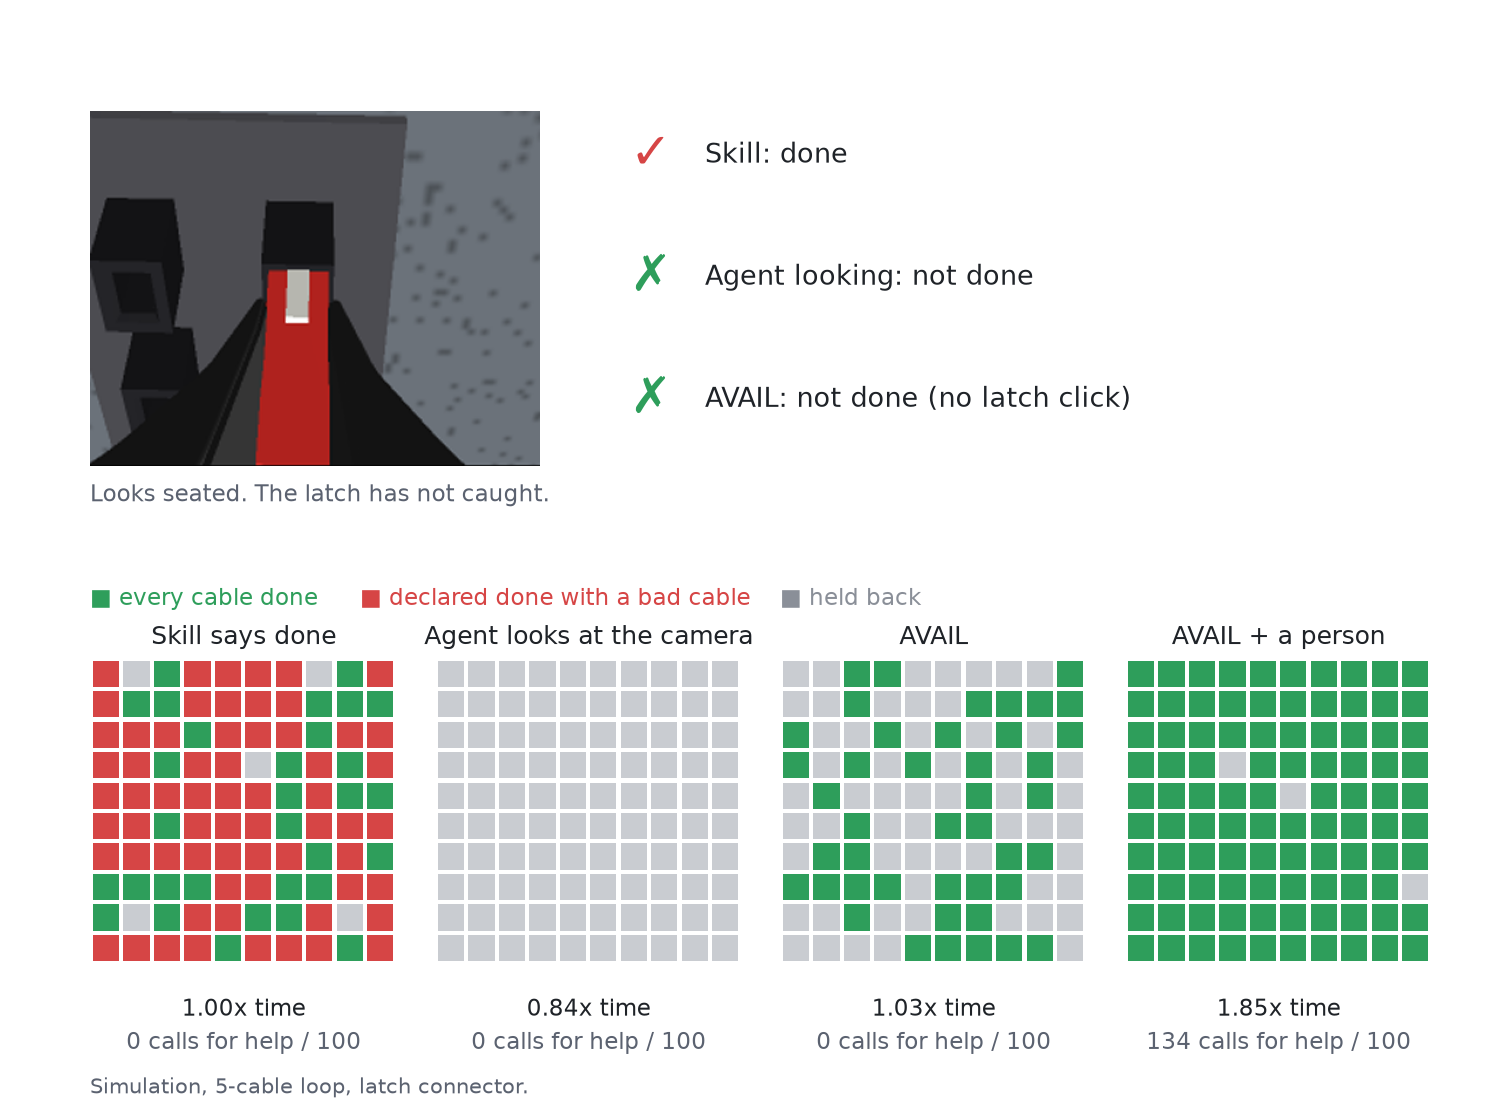 ✓ Skill: done
✗ Agent looking: not done
✗ AVAIL: not done (no latch click)
Looks seated. The latch has not caught.
every cable done declared done with a bad cable held back
Skill says done Agent looks at the camera AVAIL AVAIL + a person
1.00x time 0.84x time 1.03x time 1.85x time
0 calls for help / 100 0 calls for help / 100 0 calls for help / 100 134 calls for help / 100
Simulation, 5-cable loop, latch connector.